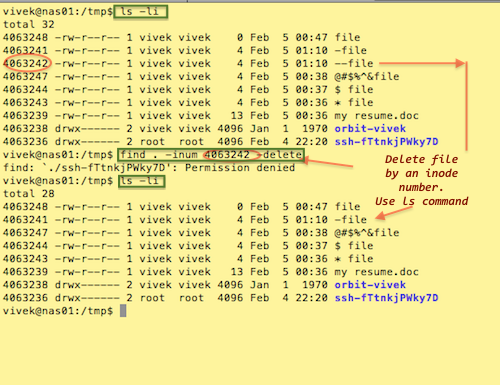 vivek@nas01:/tmp$ ls -li
total 32
4063248 -rw-r--r-- 1 vivek vivek    0 Feb  5 00:47 file
4063241 -rw-r--r-- 1 vivek vivek    4 Feb  5 01:10 -file
4063242 -rw-r--r-- 1 vivek vivek    4 Feb  5 01:10 --file
4063247 -rw-r--r-- 1 vivek vivek    4 Feb  5 00:38 @#$%^&file
4063244 -rw-r--r-- 1 vivek vivek    4 Feb  5 00:37 $ file
4063243 -rw-r--r-- 1 vivek vivek    4 Feb  5 00:36 * file
4063239 -rw-r--r-- 1 vivek vivek   13 Feb  5 00:36 my resume.doc
4063238 drwx------ 2 vivek vivek 4096 Jan  1  1970 orbit-vivek
4063236 drwx------ 2 root  root  4096 Feb  4 22:20 ssh-fTtnkjPWky7D
vivek@nas01:/tmp$ find . -inum 4063242 -delete
find: `./ssh-fTtnkjPWky7D': Permission denied
vivek@nas01:/tmp$ ls -li
total 28
4063248 -rw-r--r-- 1 vivek vivek    0 Feb  5 00:47 file
4063241 -rw-r--r-- 1 vivek vivek    4 Feb  5 01:10 -file
4063247 -rw-r--r-- 1 vivek vivek    4 Feb  5 00:38 @#$%^&file
4063244 -rw-r--r-- 1 vivek vivek    4 Feb  5 00:37 $ file
4063243 -rw-r--r-- 1 vivek vivek    4 Feb  5 00:36 * file
4063239 -rw-r--r-- 1 vivek vivek   13 Feb  5 00:36 my resume.doc
4063238 drwx------ 2 vivek vivek 4096 Jan  1  1970 orbit-vivek
4063236 drwx------ 2 root  root  4096 Feb  4 22:20 ssh-fTtnkjPWky7D
vivek@nas01:/tmp$
Delete file
by an inode
number.
Use ls command